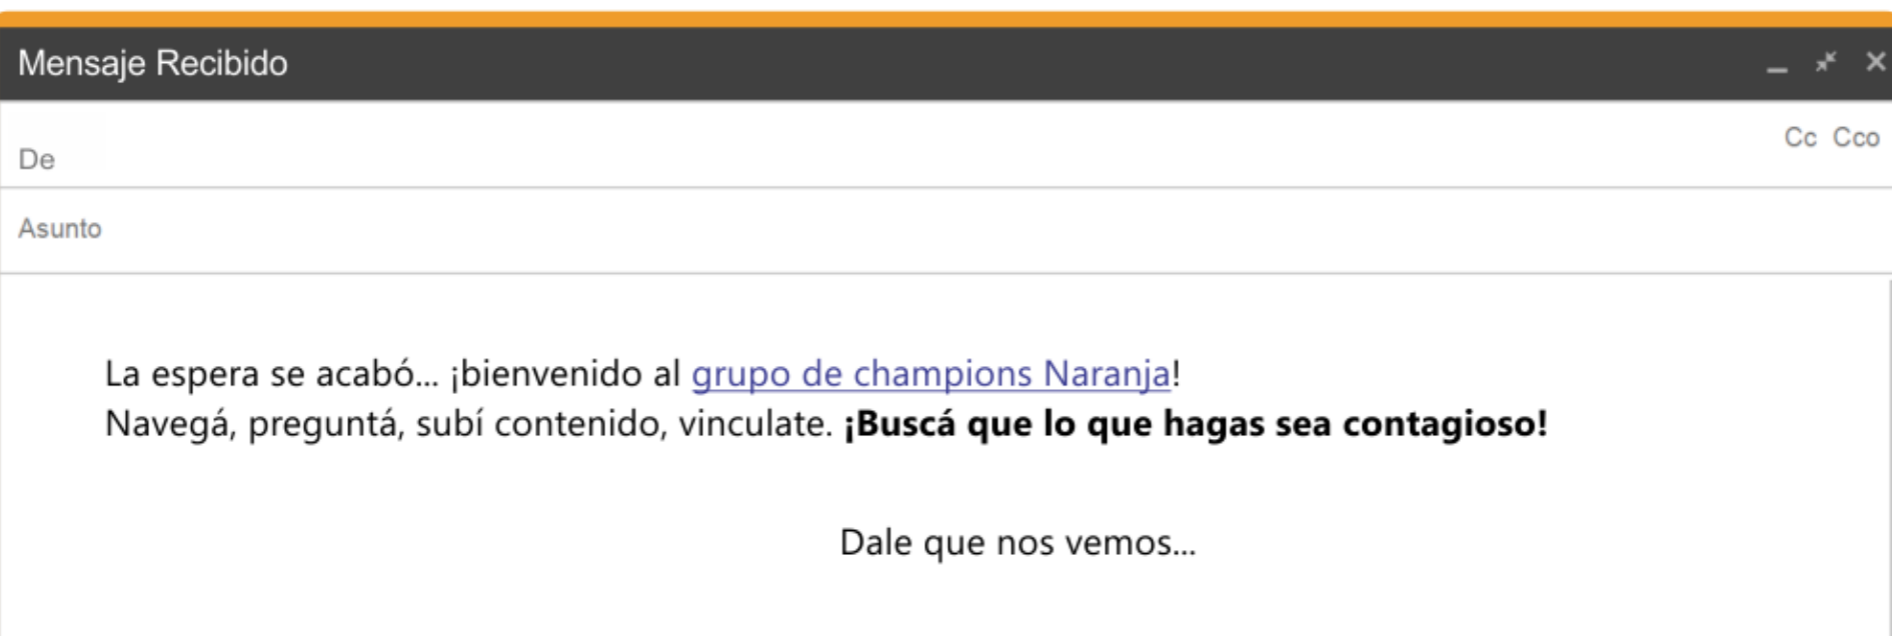 Mensaje Recibido
Cc Cco
De
Asunto
La espera se acabó... ¡bienvenido al grupo de champions Naranja!
Navegá, preguntá, subí contenido, vinculate. ¡Buscá que lo que hagas sea contagioso!
Dale que nos vemos...